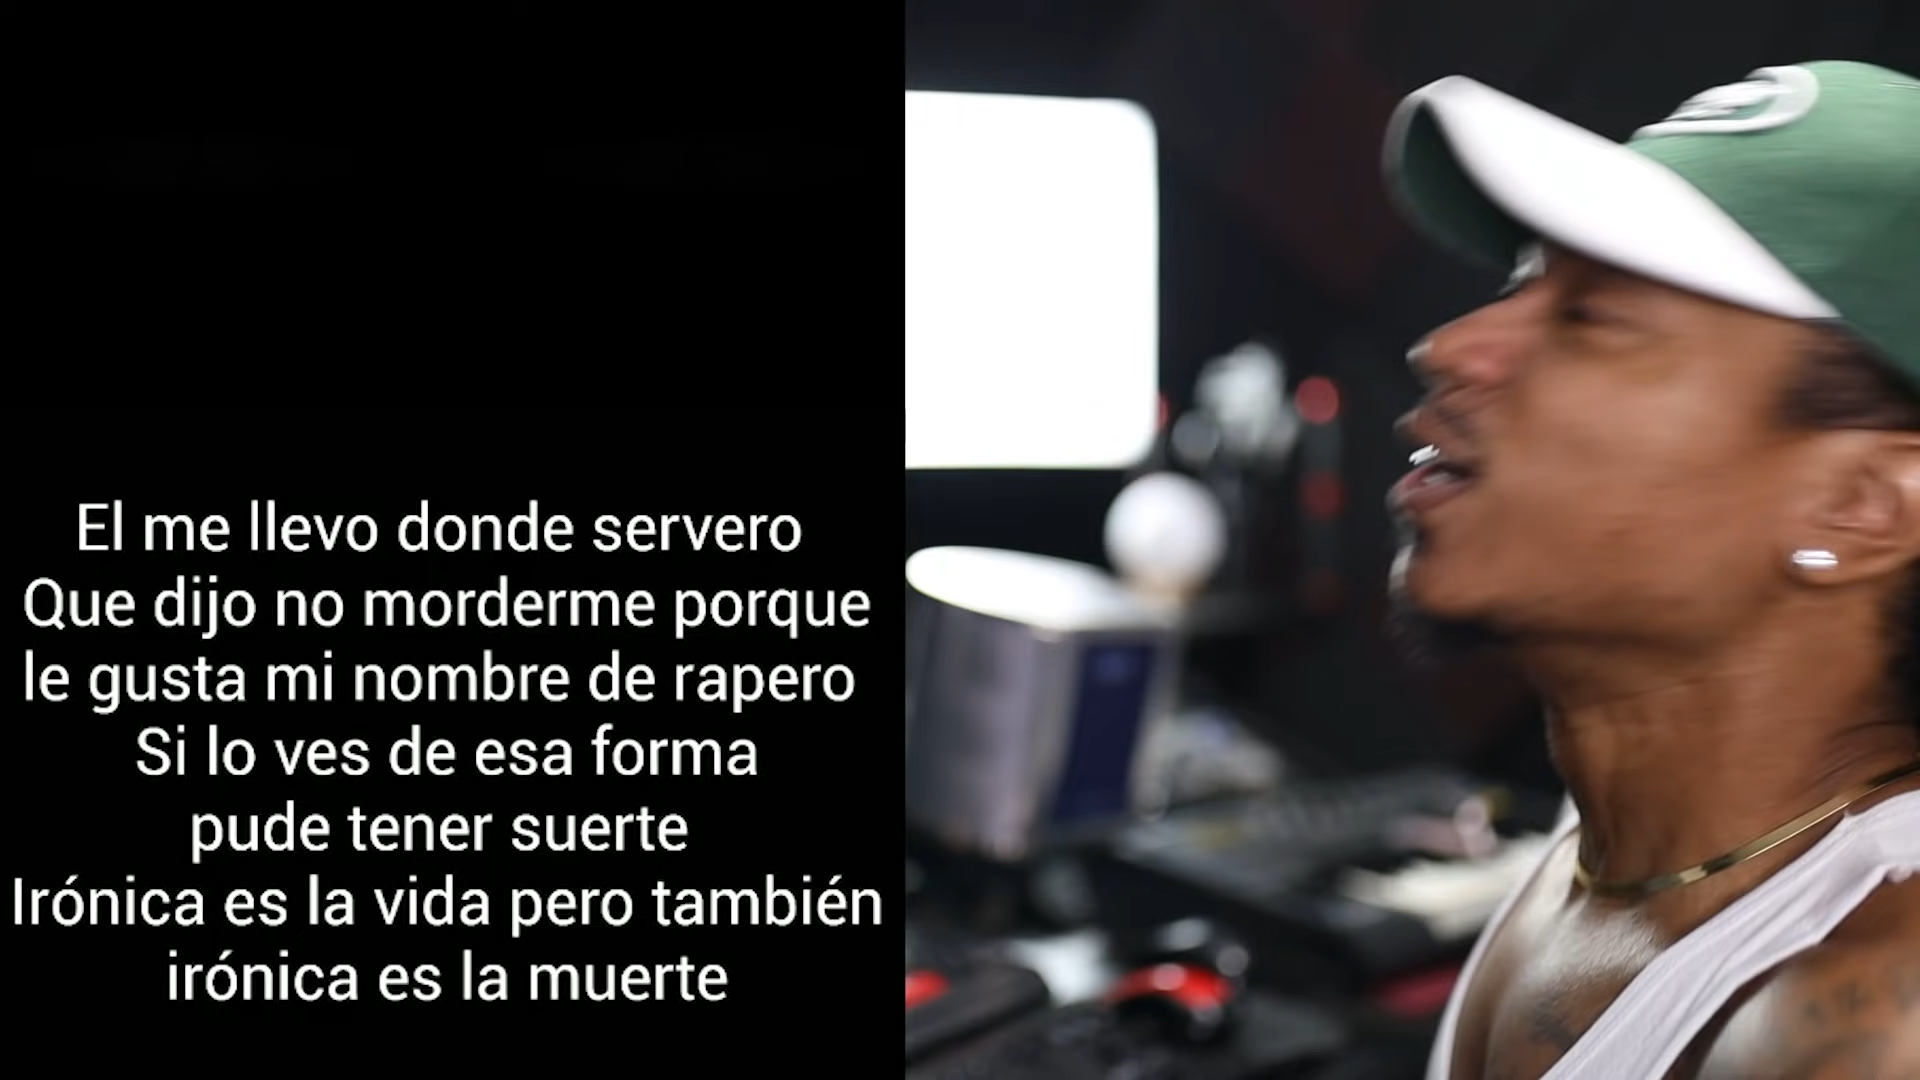 El me llevo donde servero
Que dijo no morderme porque
le gusta mi nombre de rapero
Si lo ves de esa forma
pude tener suerte
Irónica es la vida pero también
irónica es la muerte